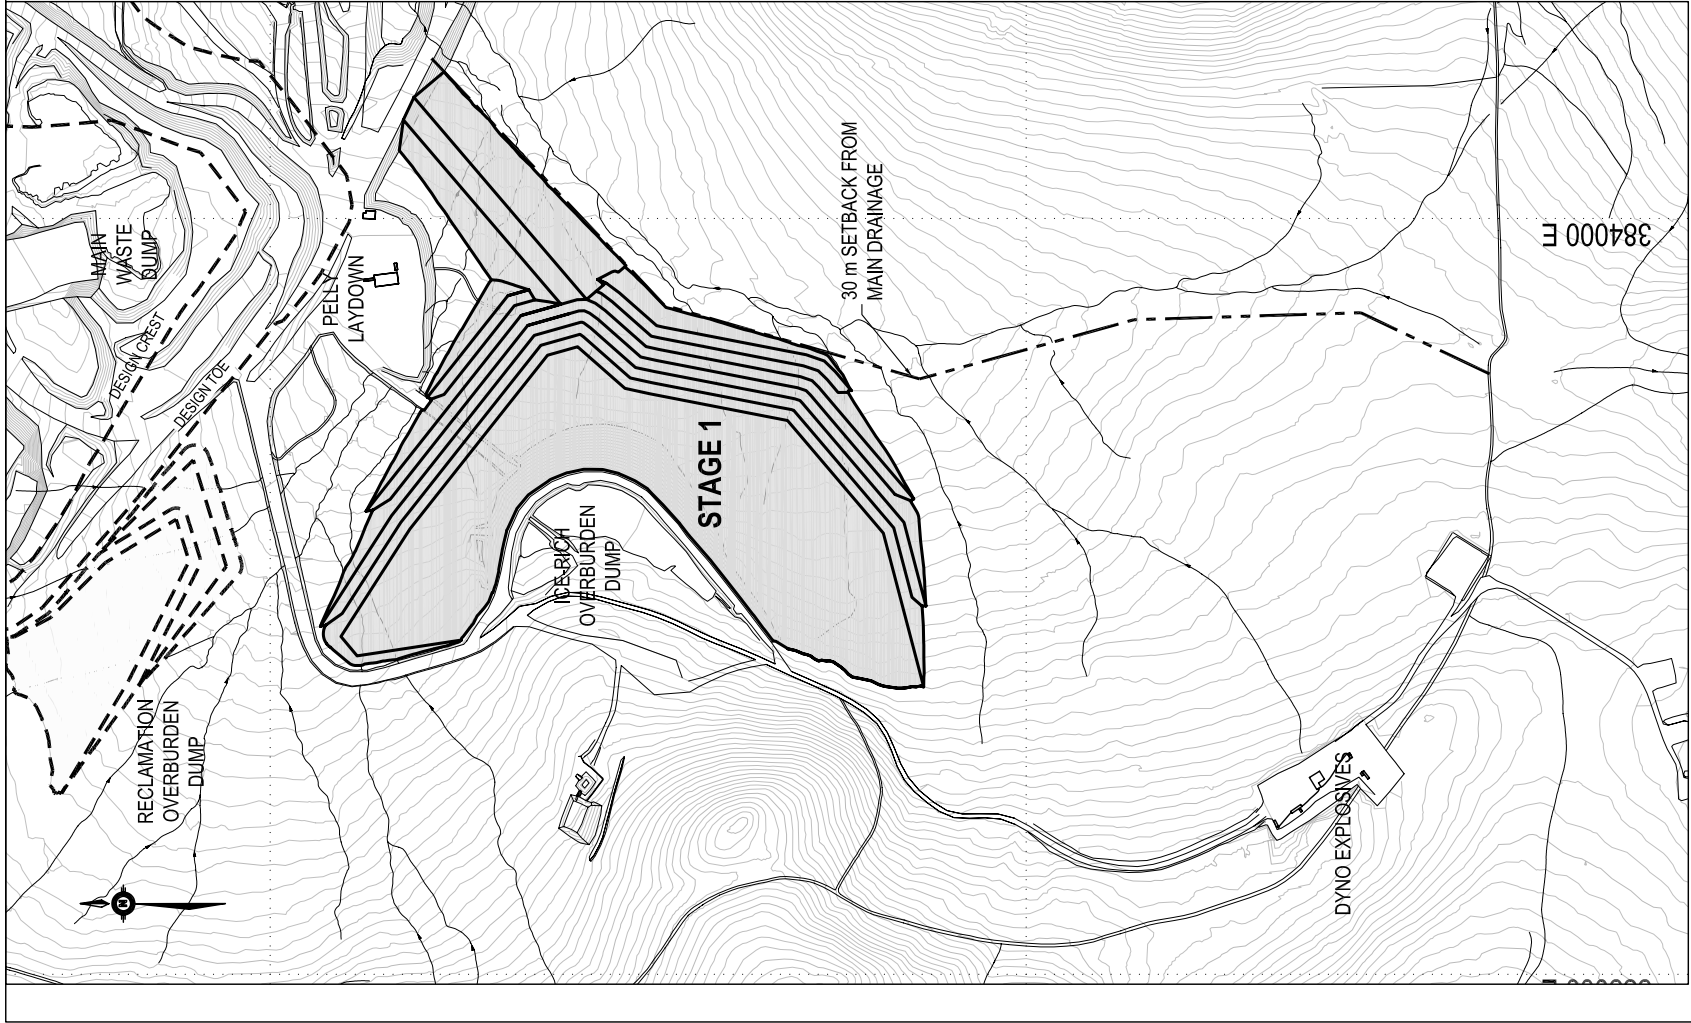 MAIN
WASTE
DUMP
DESIGN CREST
DESIGN TOE
PELLY
LAYDOWN
30 m SETBACK FROM
MAIN DRAINAGE
384000 E
STAGE 1
ICE-RICH
OVERBURDEN
DUMP
RECLAMATION
OVERBURDEN
DUMP
N
DYNO EXPLOSIVES